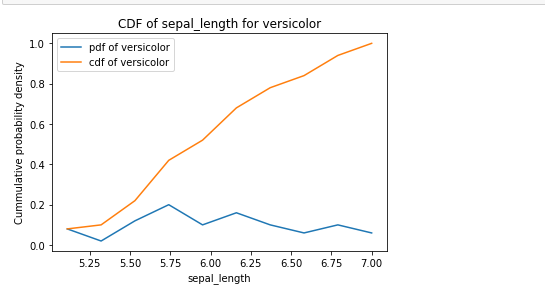 CDF of sepal_length for versicolor
pdf of versicolor
cdf of versicolor
Cummulative probability density
1.0
0.8
0.6
0.4
0.2
0.0
5.25 5.50 5.75 6.00 6.25 6.50 6.75 7.00
sepal_length